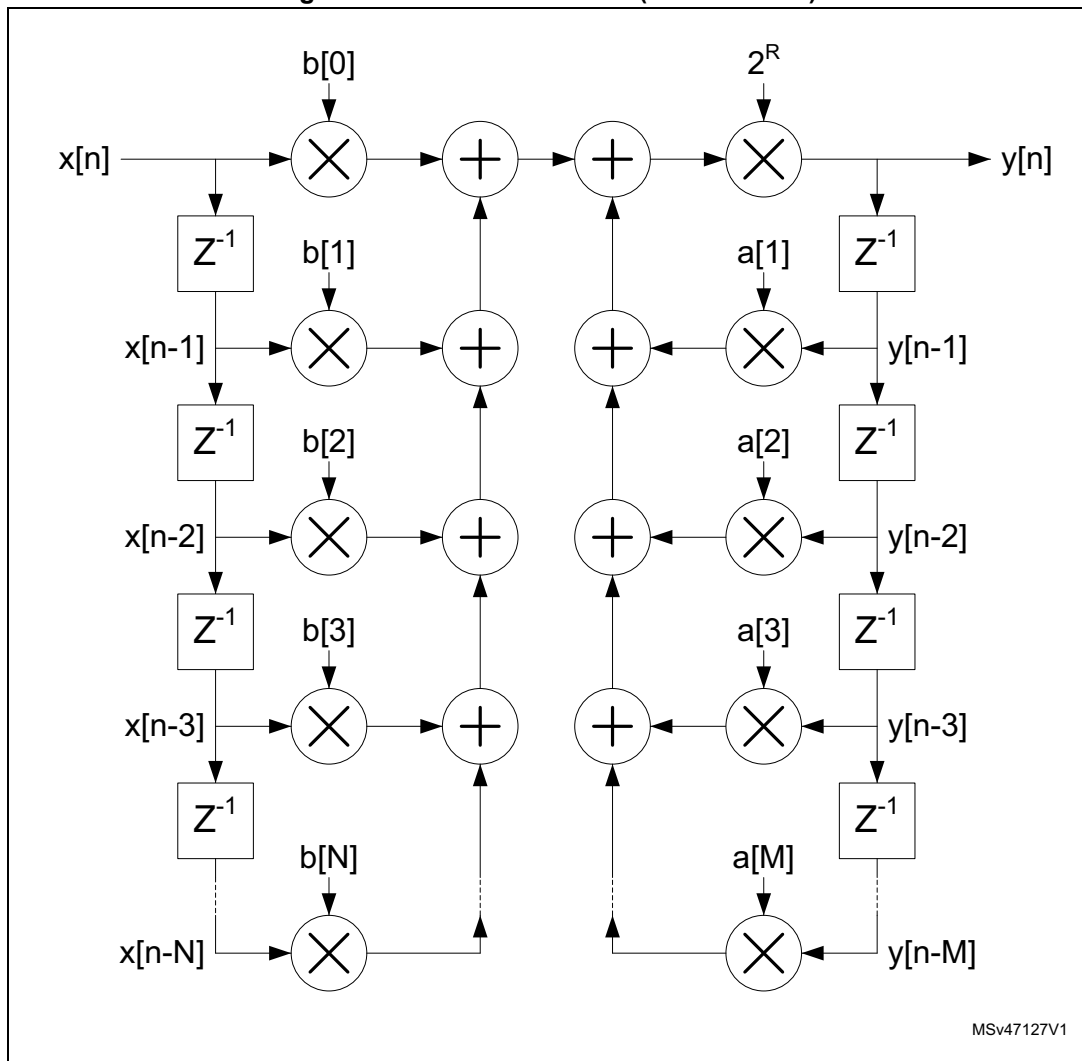 b[0] 2^R
x[n] y[n]
Z^-1 Z^-1
b[1] a[1]
x[n-1] y[n-1]
Z^-1 Z^-1
b[2] a[2]
x[n-2] y[n-2]
Z^-1 Z^-1
b[3] a[3]
x[n-3] y[n-3]
Z^-1 Z^-1
b[N] a[M]
x[n-N] y[n-M]
MSv47127V1